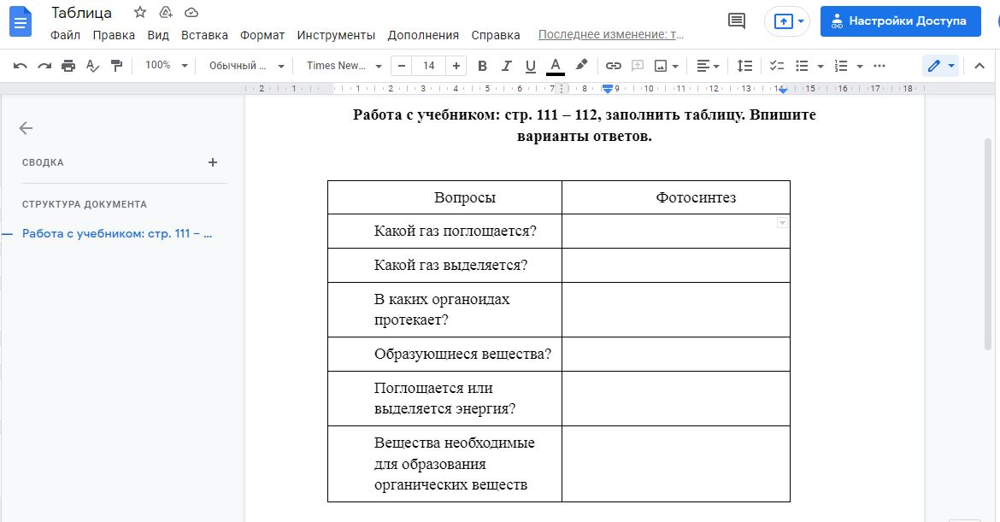 Таблица
Файл Правка Вид Вставка Формат Инструменты Дополнения Справка Последнее изменение: т...
Настройки Доступа
100% Обычный ... Times New... − 14 + B I U A
2 1 1 2 3 4 5 6 7 8 9 10 11 12 13 14 15 16 17 18
СВОДКА
СТРУКТУРА ДОКУМЕНТА
Работа с учебником: стр. 111 – ...
Работа с учебником: стр. 111 – 112, заполнить таблицу. Впишите
варианты ответов.
Вопросы Фотосинтез
Какой газ поглощается?
Какой газ выделяется?
В каких органоидах
протекает?
Образующиеся вещества?
Поглощается или
выделяется энергия?
Вещества необходимые
для образования
органических веществ